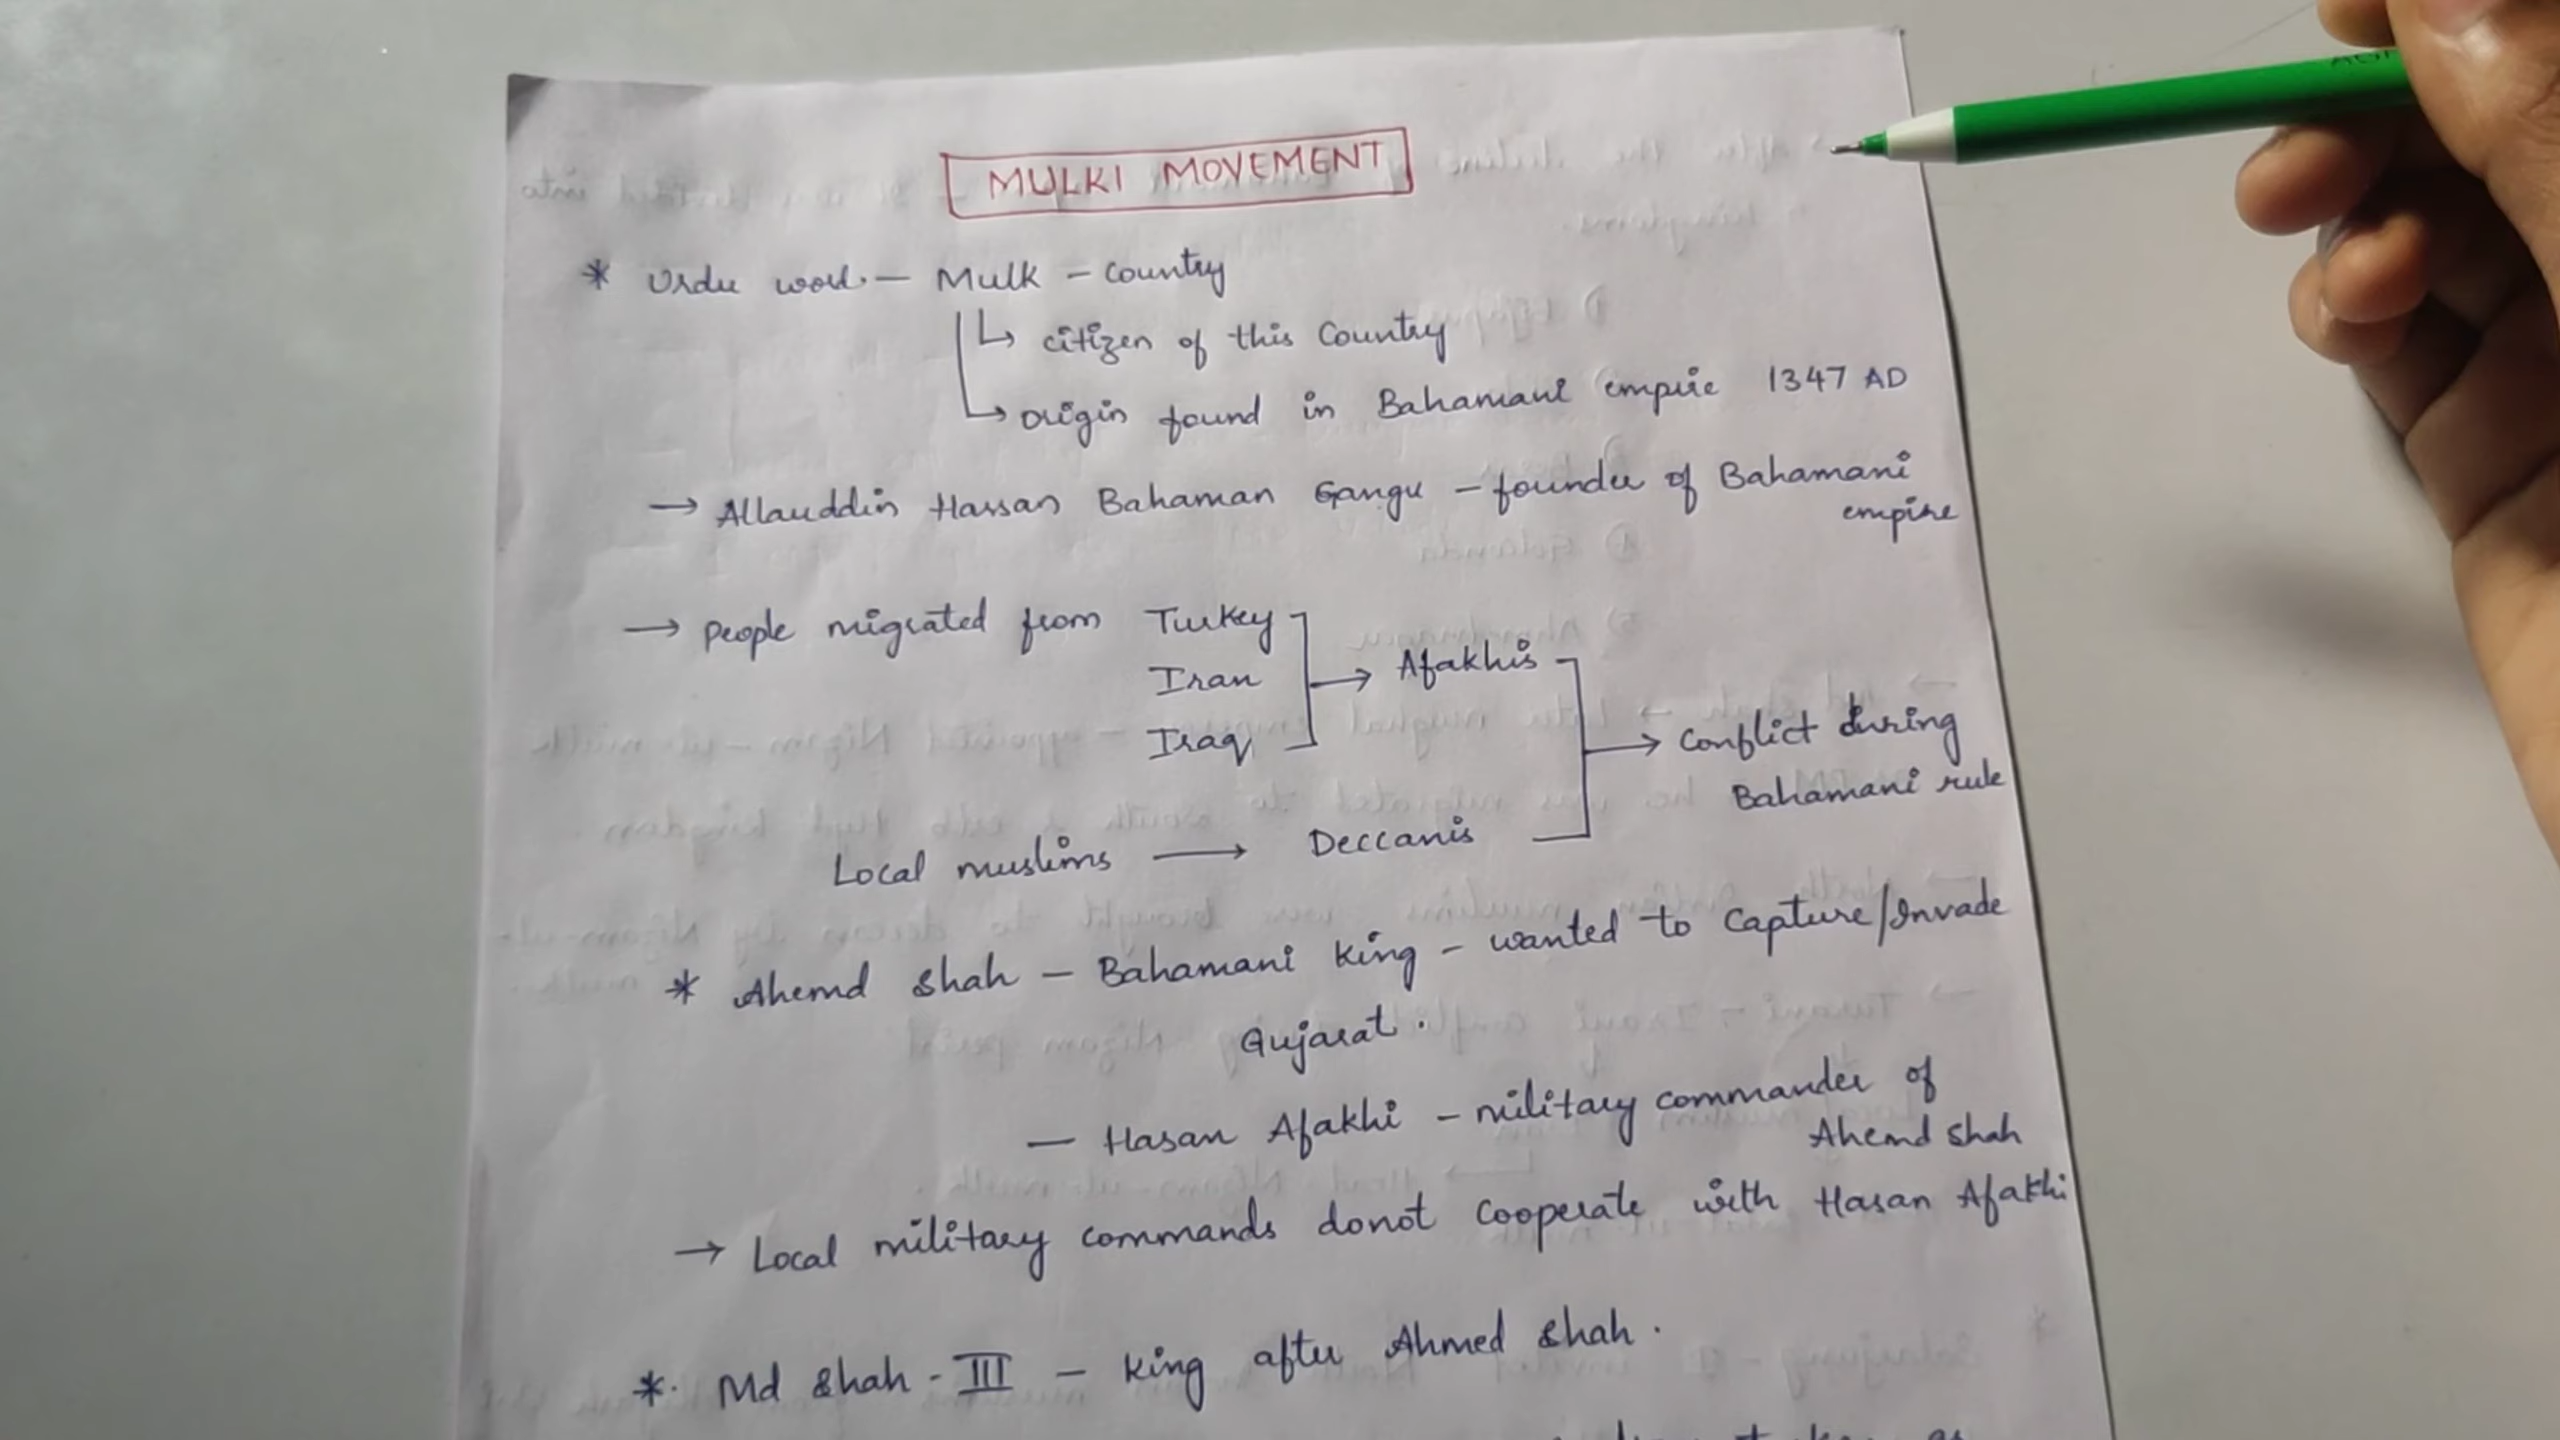 MULKI MOVEMENT
* Urdu word. — Mulk – Country
↳ citizen of this Country
↳ origin found in Bahamani empire 1347 AD
→ Allauddin Hassan Bahaman Gangu – founder of Bahamani
empire
→ People migrated from Turkey
Iran → Afakhis
Iraq
→ Conflict during
Bahamani rule
Local muslims → Deccanis
* Ahemd Shah – Bahamani King – wanted to Capture/Invade
Gujarat.
— Hasan Afakhi – military commander of
Ahemd Shah
→ Local military commands donot Cooperate with Hasan Afakhi
*. Md Shah - III – King after Ahmed Shah.